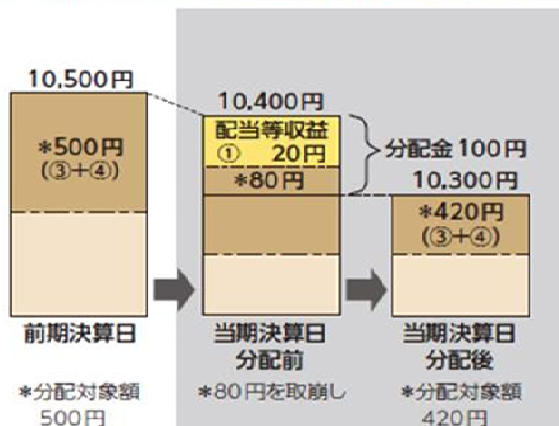 10,500円
*500円
(③+④)
前期決算日
*分配対象額
500円
10,400円
配当等収益
① 20円
*80円
分配金100円
当期決算日
分配前
*80円を取崩し
10,300円
*420円
(③+④)
当期決算日
分配後
*分配対象額
420円